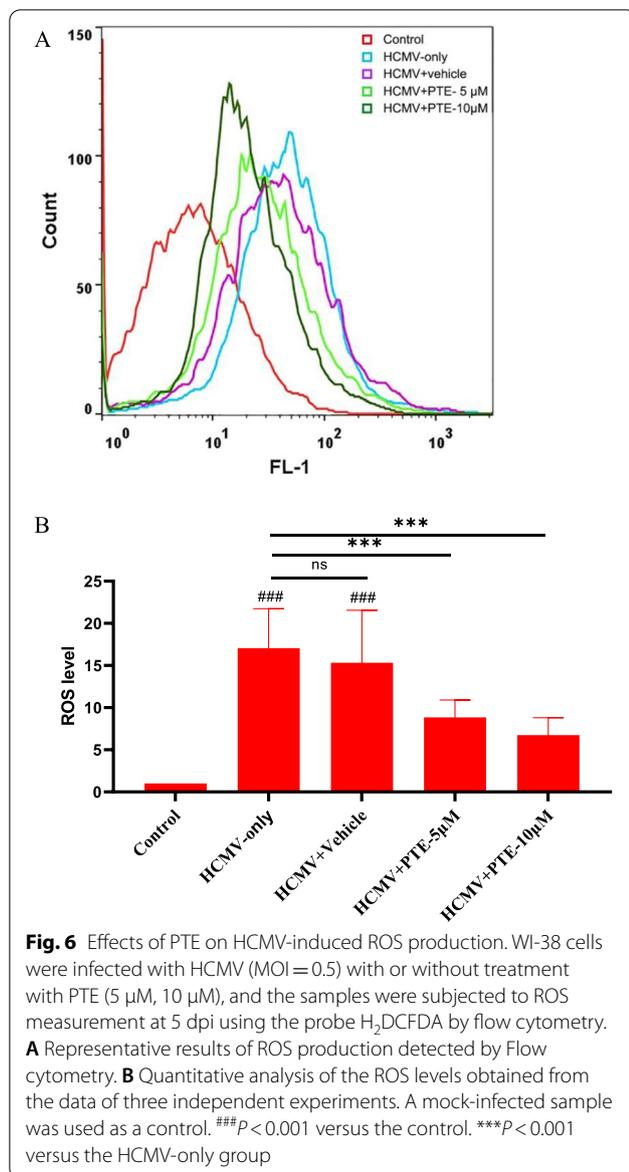 A
150
100
50
0
Count
Control
HCMV-only
HCMV+vehicle
HCMV+PTE- 5 μM
HCMV+PTE-10μM
10⁰ 10¹ 10² 10³
FL-1
B
***
***
ns
### ###
25
20
15
10
5
0
ROS level
Control
HCMV-only
HCMV+Vehicle
HCMV+PTE-5μM
HCMV+PTE-10μM
Fig. 6 Effects of PTE on HCMV-induced ROS production. WI-38 cells
were infected with HCMV (MOI = 0.5) with or without treatment
with PTE (5 μM, 10 μM), and the samples were subjected to ROS
measurement at 5 dpi using the probe H₂DCFDA by flow cytometry.
A Representative results of ROS production detected by Flow
cytometry. B Quantitative analysis of the ROS levels obtained from
the data of three independent experiments. A mock-infected sample
was used as a control. ###P < 0.001 versus the control. ***P < 0.001
versus the HCMV-only group